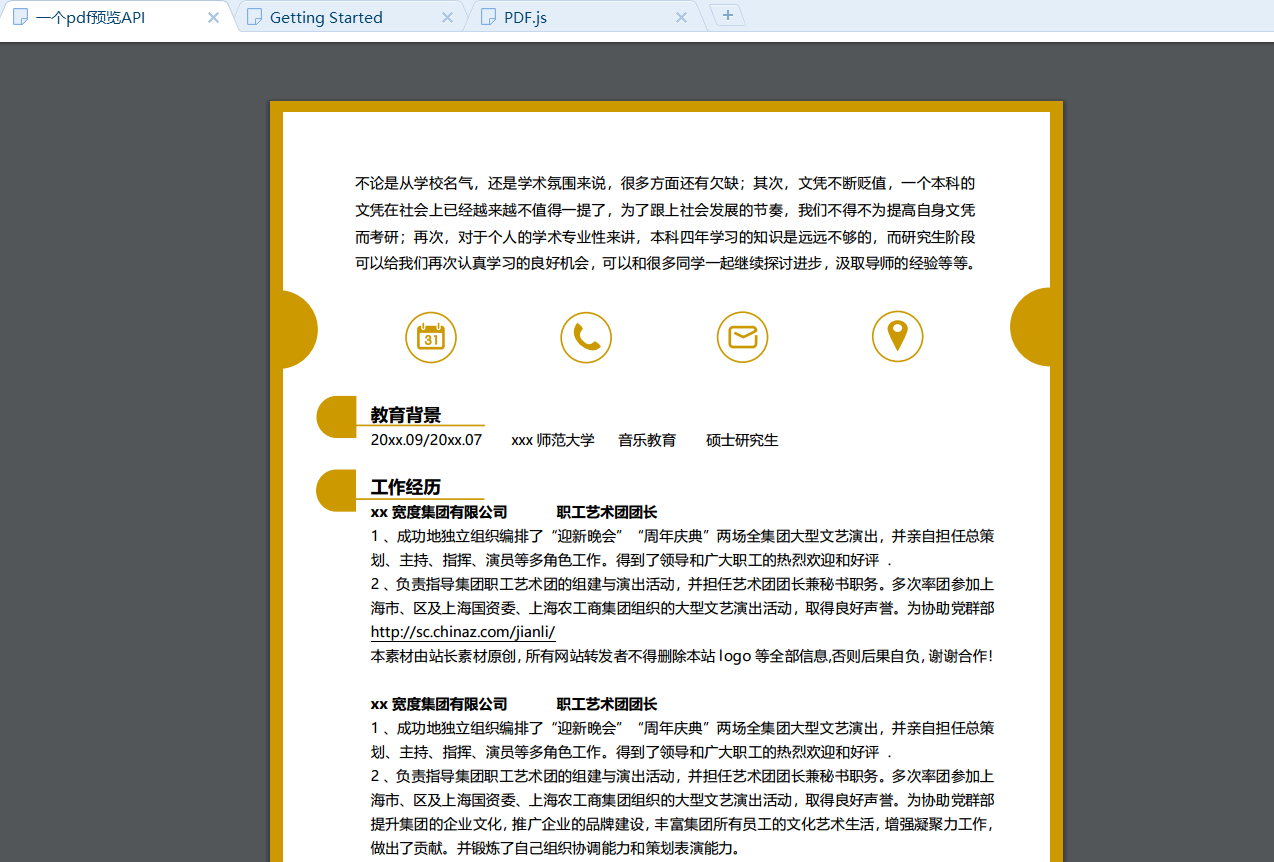 一个pdf预览API
Getting Started
PDF.js
不论是从学校名气，还是学术氛围来说，很多方面还有欠缺；其次，文凭不断贬值，一个本科的
文凭在社会上已经越来越不值得一提了，为了跟上社会发展的节奏，我们不得不为提高自身文凭
而考研；再次，对于个人的学术专业性来讲，本科四年学习的知识是远远不够的，而研究生阶段
可以给我们再次认真学习的良好机会，可以和很多同学一起继续探讨进步，汲取导师的经验等等。
31
教育背景
20xx.09/20xx.07 xxx 师范大学 音乐教育 硕士研究生
工作经历
xx 宽度集团有限公司 职工艺术团团长
1 、成功地独立组织编排了“迎新晚会” “周年庆典”两场全集团大型文艺演出，并亲自担任总策
划、主持、指挥、演员等多角色工作。得到了领导和广大职工的热烈欢迎和好评 .
2 、负责指导集团职工艺术团的组建与演出活动，并担任艺术团团长兼秘书职务。多次率团参加上
海市、区及上海国资委、上海农工商集团组织的大型文艺演出活动，取得良好声誉。为协助党群部
http://sc.chinaz.com/jianli/
本素材由站长素材原创，所有网站转发者不得删除本站 logo 等全部信息,否则后果自负，谢谢合作!
xx 宽度集团有限公司 职工艺术团团长
1 、成功地独立组织编排了“迎新晚会” “周年庆典”两场全集团大型文艺演出，并亲自担任总策
划、主持、指挥、演员等多角色工作。得到了领导和广大职工的热烈欢迎和好评 .
2 、负责指导集团职工艺术团的组建与演出活动，并担任艺术团团长兼秘书职务。多次率团参加上
海市、区及上海国资委、上海农工商集团组织的大型文艺演出活动，取得良好声誉。为协助党群部
提升集团的企业文化，推广企业的品牌建设，丰富集团所有员工的文化艺术生活，增强凝聚力工作，
做出了贡献。并锻炼了自己组织协调能力和策划表演能力。